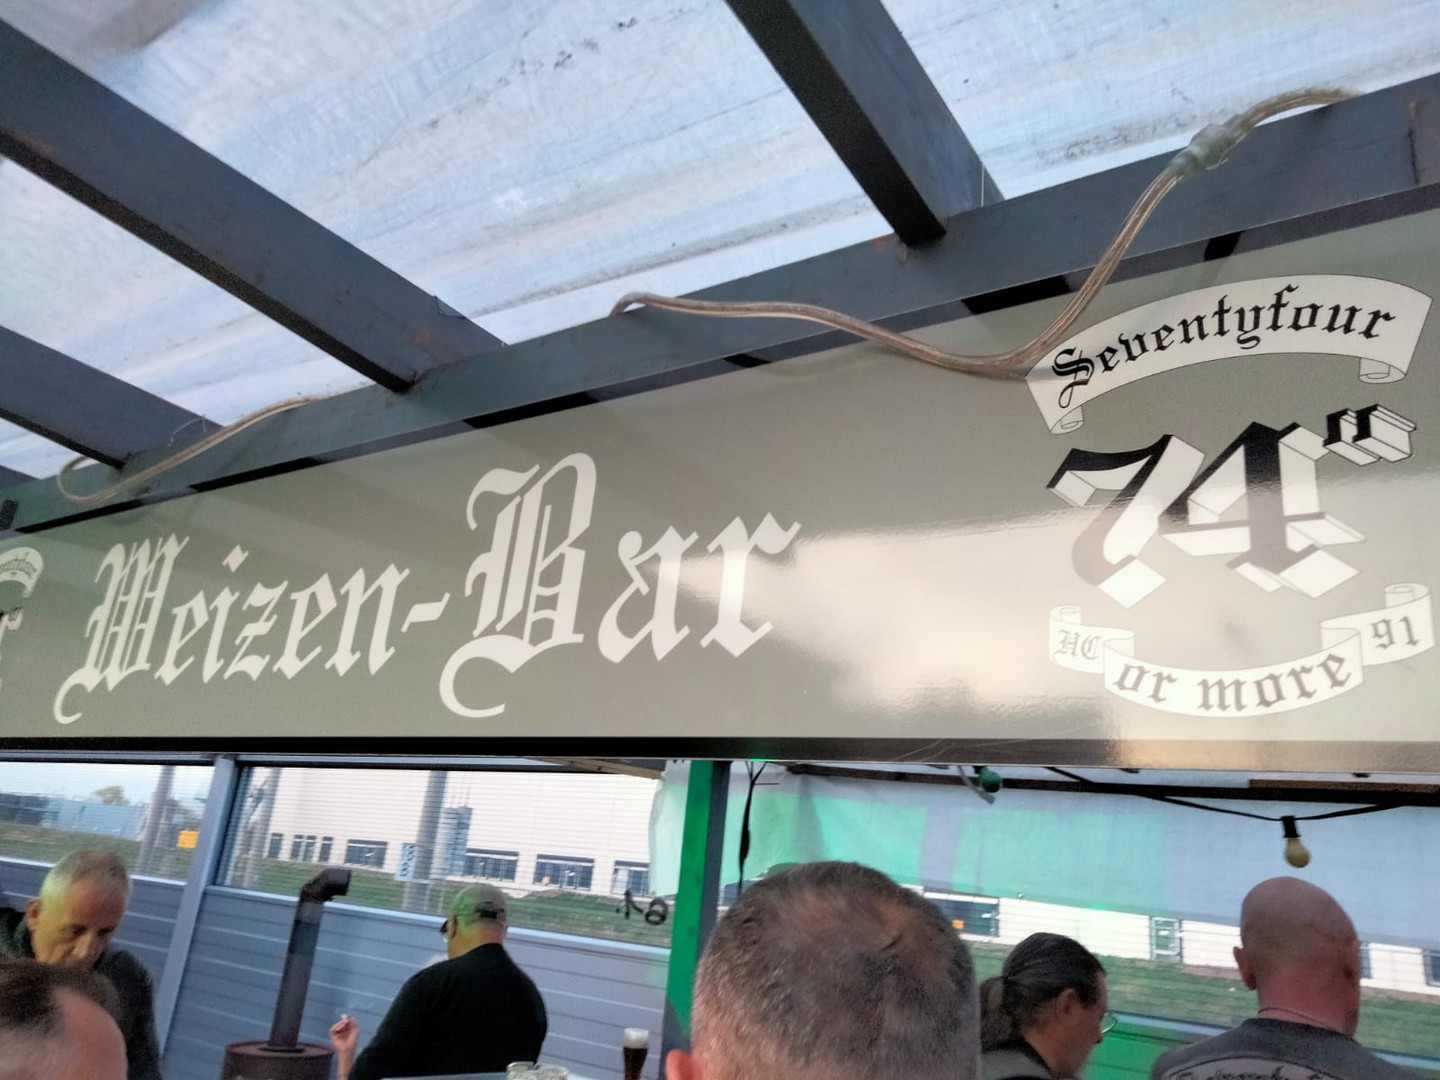 Weizen-Bar
Seventyfour
74"
HC
or more
91